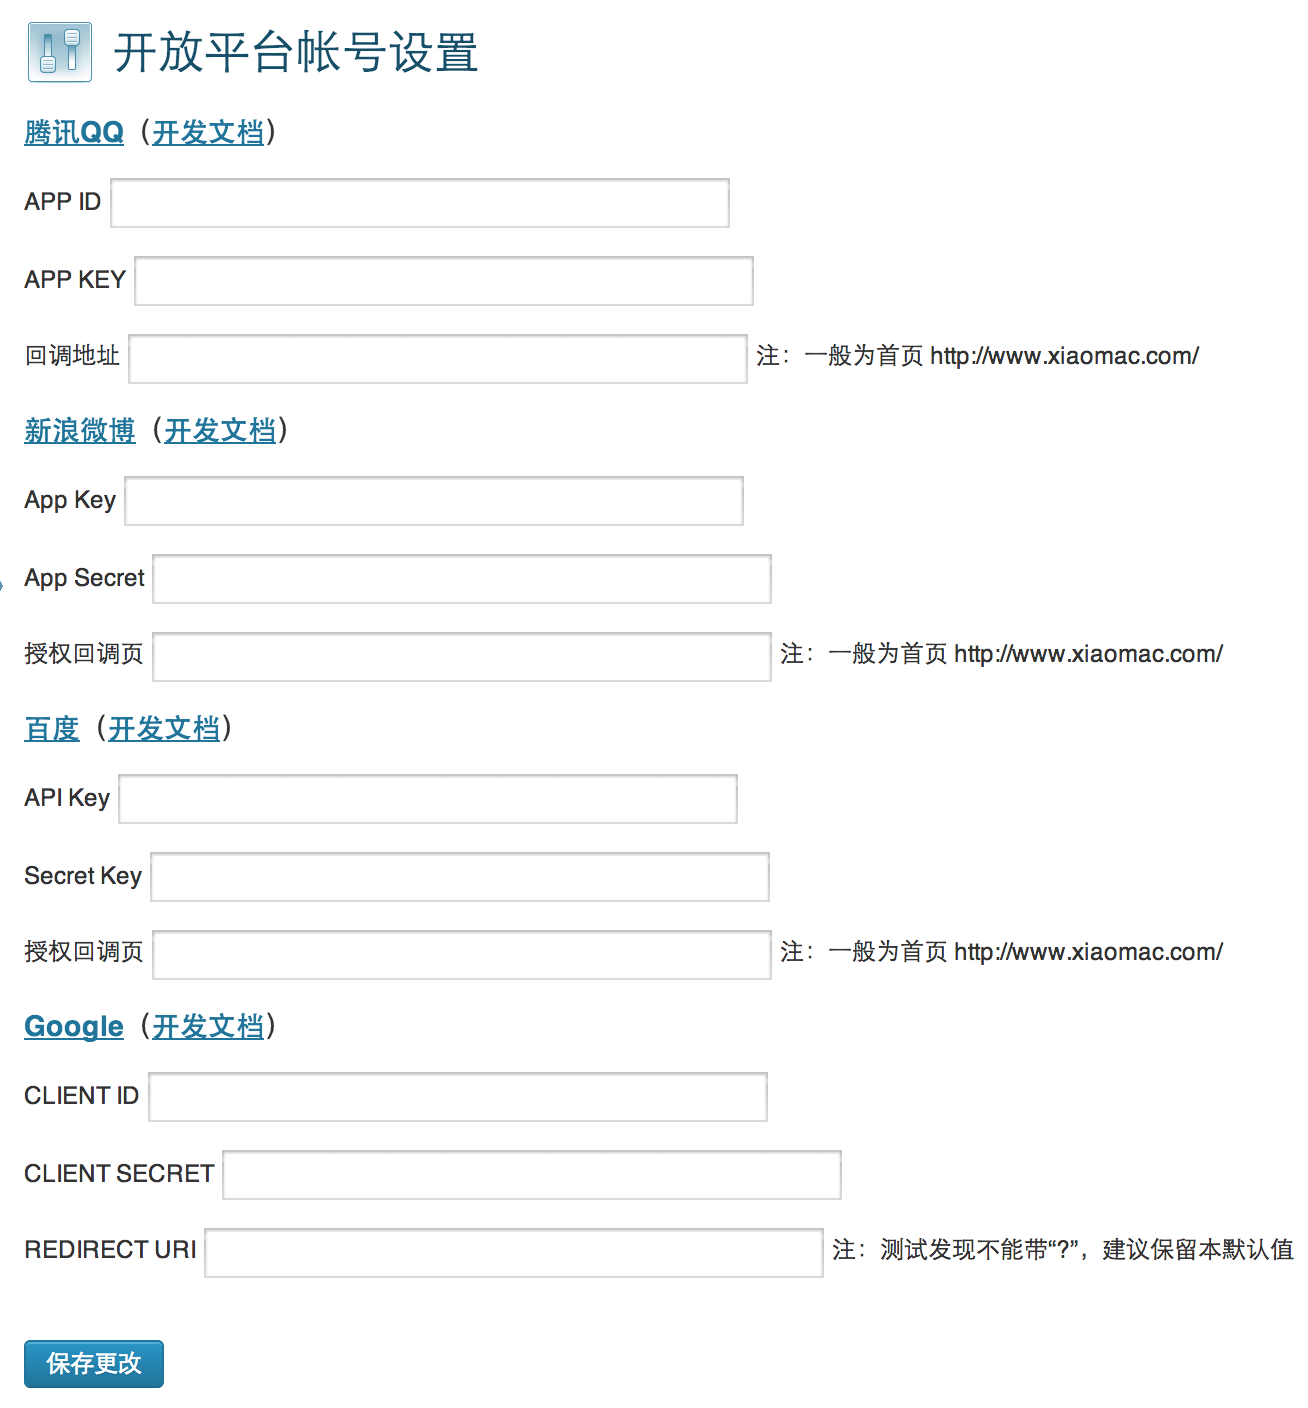 开放平台帐号设置
腾讯QQ（开发文档）
APP ID
APP KEY
回调地址 注：一般为首页 http://www.xiaomac.com/
新浪微博（开发文档）
App Key
App Secret
授权回调页 注：一般为首页 http://www.xiaomac.com/
百度（开发文档）
API Key
Secret Key
授权回调页 注：一般为首页 http://www.xiaomac.com/
Google（开发文档）
CLIENT ID
CLIENT SECRET
REDIRECT URI 注：测试发现不能带“?”，建议保留本默认值
保存更改